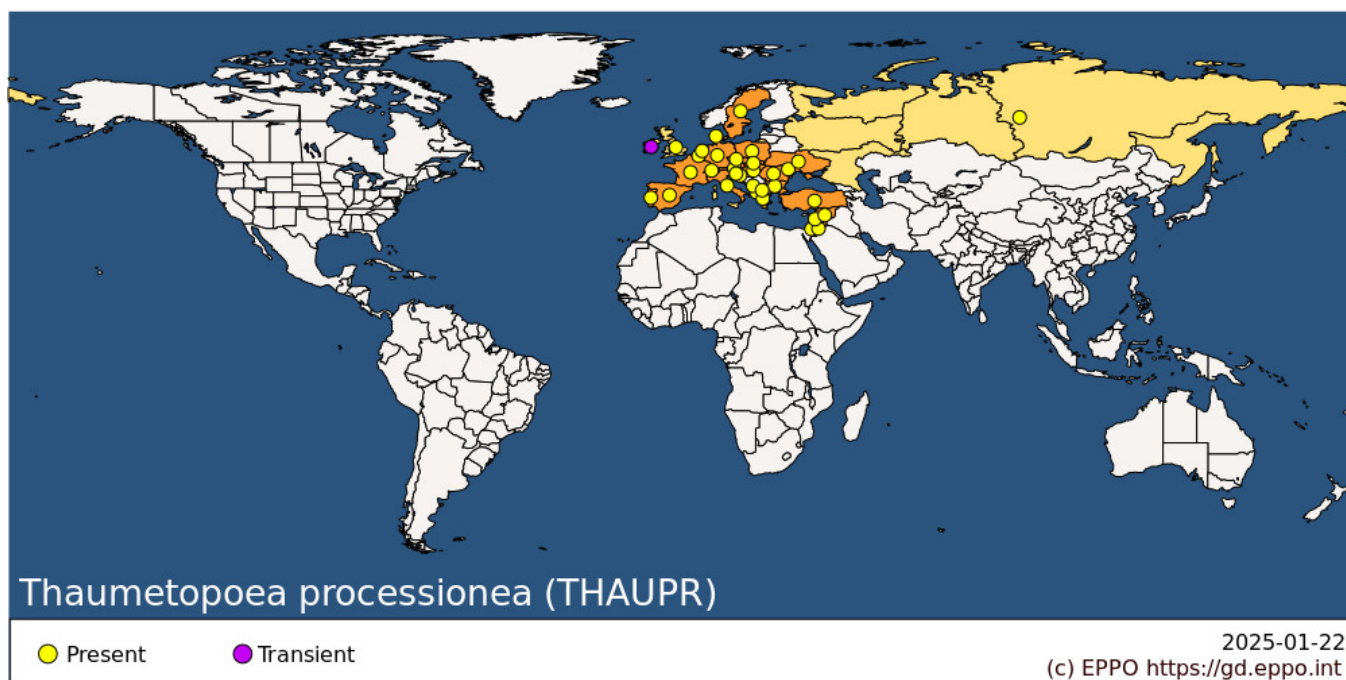 Thaumetopoea processionea (THAUPR)
Present
Transient
2025-01-22
(c) EPPO https://gd.eppo.int